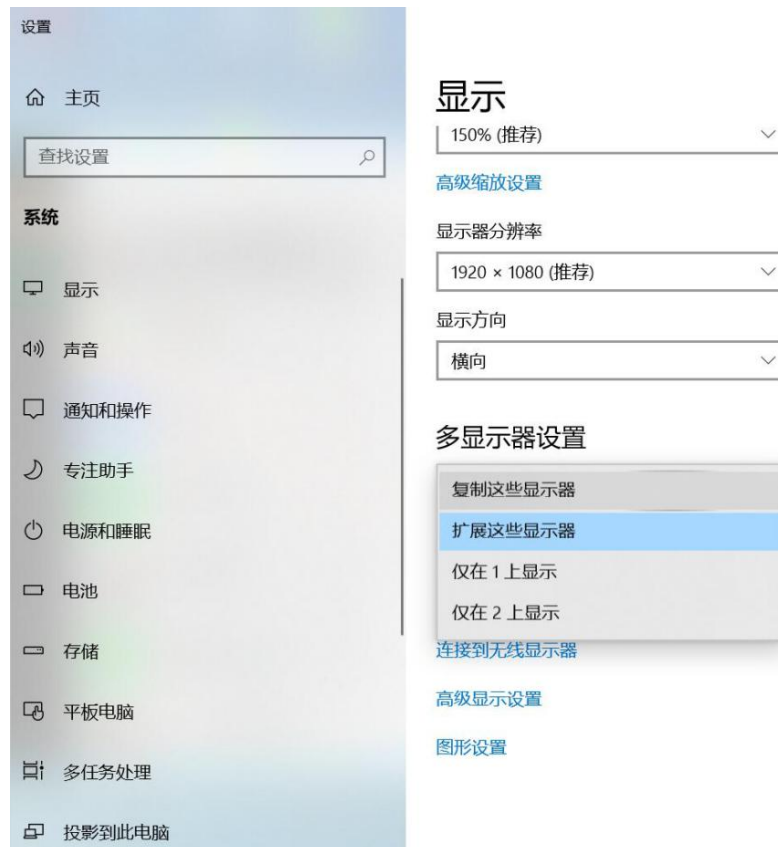 设置
主页
查找设置
系统
显示
声音
通知和操作
专注助手
电源和睡眠
电池
存储
平板电脑
多任务处理
投影到此电脑
显示
150% (推荐)
高级缩放设置
显示器分辨率
1920 × 1080 (推荐)
显示方向
横向
多显示器设置
复制这些显示器
扩展这些显示器
仅在 1 上显示
仅在 2 上显示
连接到无线显示器
高级显示设置
图形设置